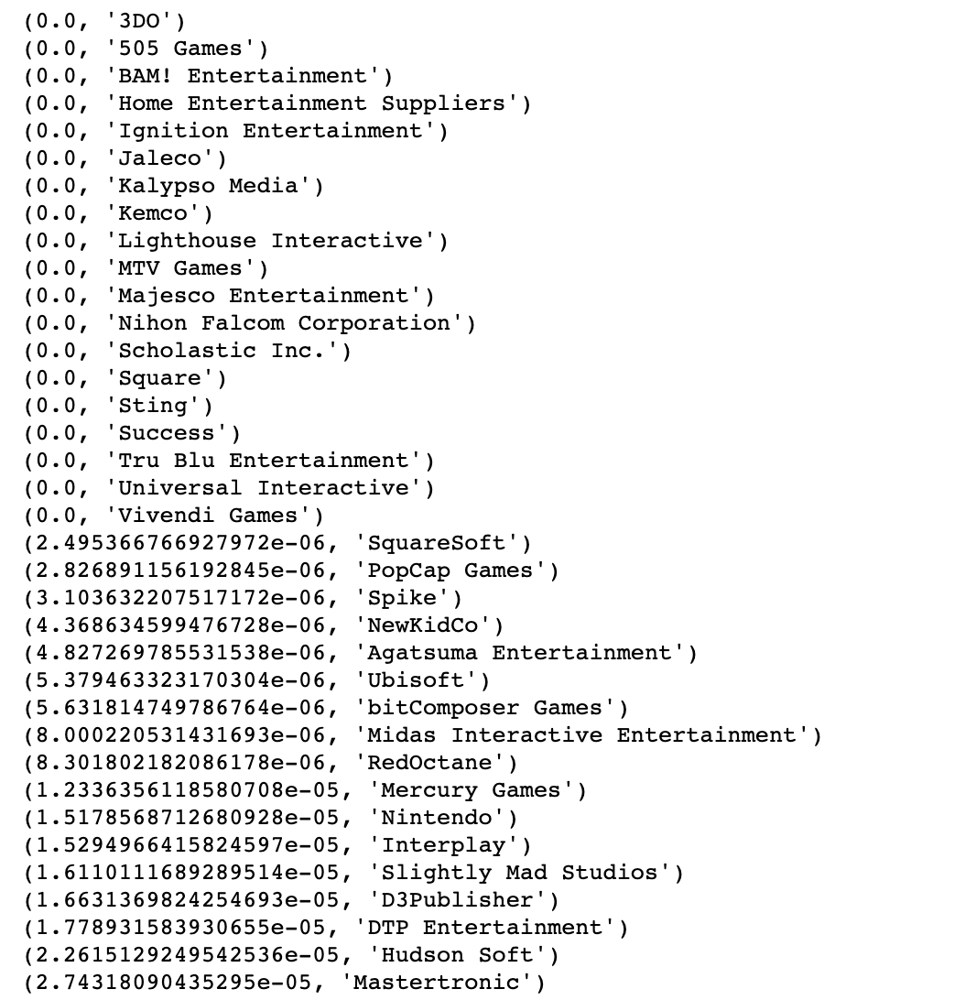 (0.0, '3DO')
(0.0, '505 Games')
(0.0, 'BAM! Entertainment')
(0.0, 'Home Entertainment Suppliers')
(0.0, 'Ignition Entertainment')
(0.0, 'Jaleco')
(0.0, 'Kalypso Media')
(0.0, 'Kemco')
(0.0, 'Lighthouse Interactive')
(0.0, 'MTV Games')
(0.0, 'Majesco Entertainment')
(0.0, 'Nihon Falcom Corporation')
(0.0, 'Scholastic Inc.')
(0.0, 'Square')
(0.0, 'Sting')
(0.0, 'Success')
(0.0, 'Tru Blu Entertainment')
(0.0, 'Universal Interactive')
(0.0, 'Vivendi Games')
(2.495366766927972e-06, 'SquareSoft')
(2.826891156192845e-06, 'PopCap Games')
(3.103632207517172e-06, 'Spike')
(4.368634599476728e-06, 'NewKidCo')
(4.827269785531538e-06, 'Agatsuma Entertainment')
(5.379463323170304e-06, 'Ubisoft')
(5.631814749786764e-06, 'bitComposer Games')
(8.000220531431693e-06, 'Midas Interactive Entertainment')
(8.301802182086178e-06, 'RedOctane')
(1.2336356118580708e-05, 'Mercury Games')
(1.5178568712680928e-05, 'Nintendo')
(1.5294966415824597e-05, 'Interplay')
(1.6110111689289514e-05, 'Slightly Mad Studios')
(1.6631369824254693e-05, 'D3Publisher')
(1.778931583930655e-05, 'DTP Entertainment')
(2.2615129249542536e-05, 'Hudson Soft')
(2.74318090435295e-05, 'Mastertronic')